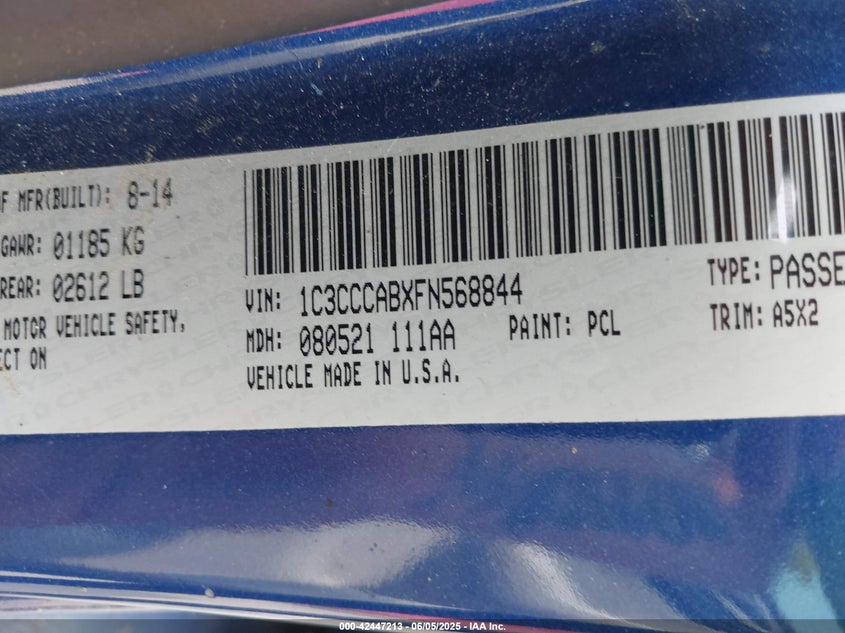 F MFR(BUILT): 8-14
GAWR: 01185 KG
REAR: 02612 LB
MOTOR VEHICLE SAFETY,
ECT ON
VIN: 1C3CCCABXFN568844
TYPE: PASSE
MDH: 080521 111AA
PAINT: PCL
TRIM: A5X2
VEHICLE MADE IN U.S.A.
000-42447213 - 06/05/2025 - IAA Inc.